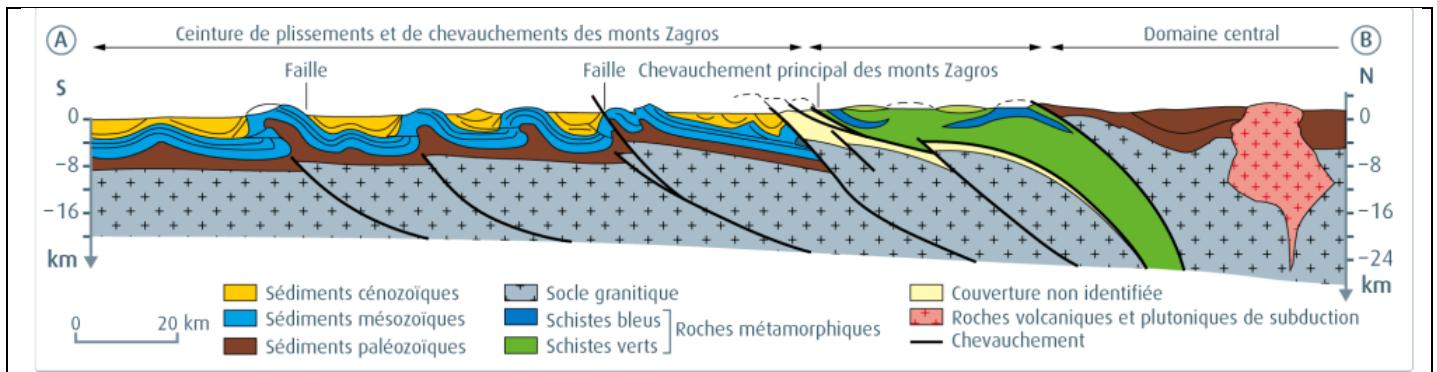 A Ceinture de plissements et de chevauchements des monts Zagros Domaine central B
Faille Faille Chevauchement principal des monts Zagros
S N
0 0
-8 -8
-16 -16
km -24
km
Sédiments cénozoïques Socle granitique Couverture non identifiée
0 20 km Sédiments mésozoïques Schistes bleus Roches métamorphiques Roches volcaniques et plutoniques de subduction
Sédiments paléozoïques Schistes verts Chevauchement